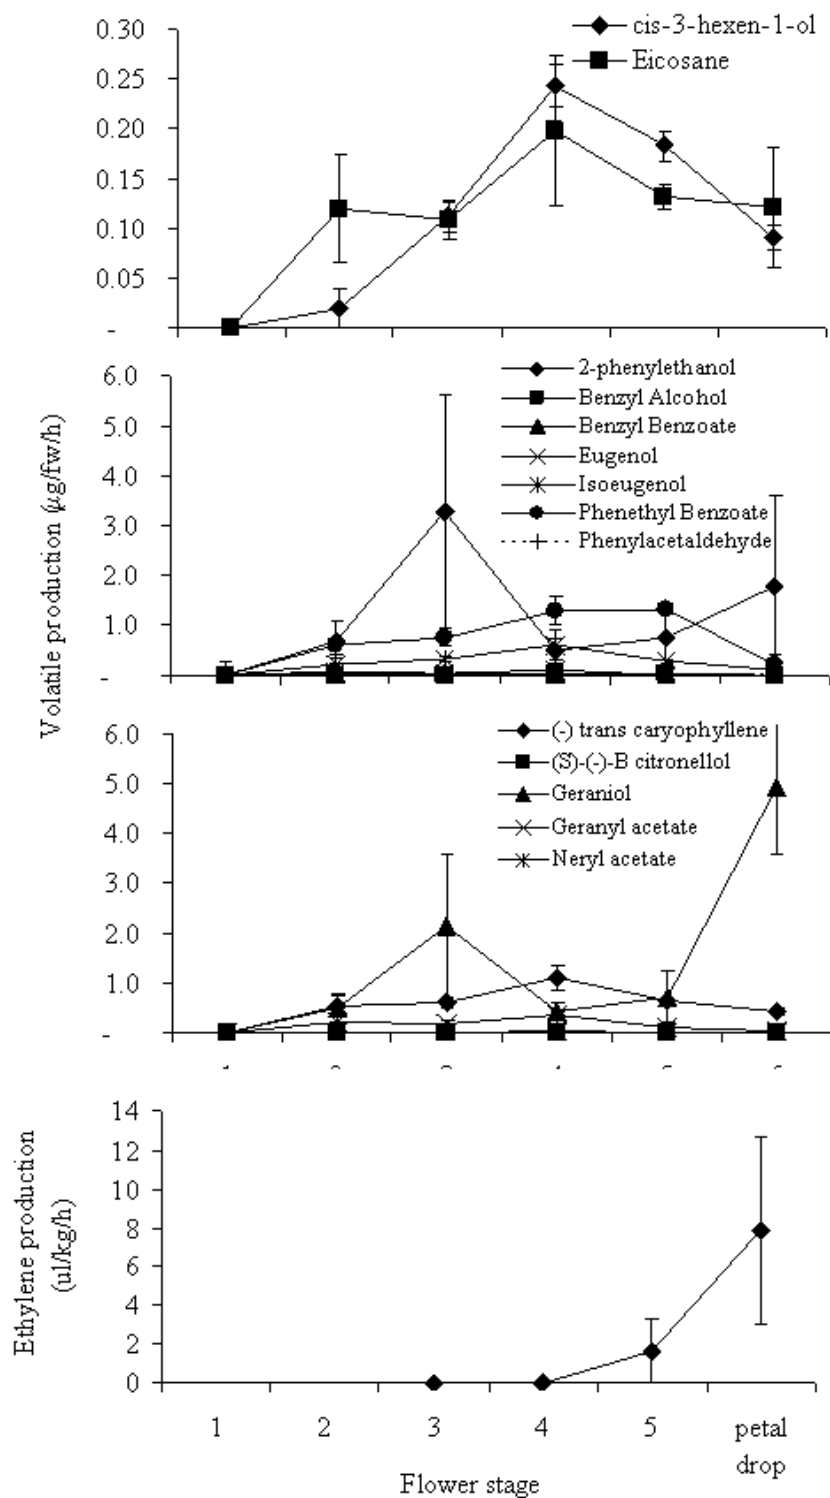 cis-3-hexen-1-ol
Eicosane
0.30
0.25
0.20
0.15
0.10
0.05
-
2-phenylethanol
Benzyl Alcohol
Benzyl Benzoate
Eugenol
Isoeugenol
Phenethyl Benzoate
Phenylacetaldehyde
6.0
5.0
4.0
3.0
2.0
1.0
-
Volatile production (µg/fw/h)
(-) trans caryophyllene
(S)-(-)-B citronellol
Geraniol
Geranyl acetate
Neryl acetate
6.0
5.0
4.0
3.0
2.0
1.0
-
14
12
10
8
6
4
2
0
Ethylene production
(ul/kg/h)
1 2 3 4 5 petal
drop
Flower stage